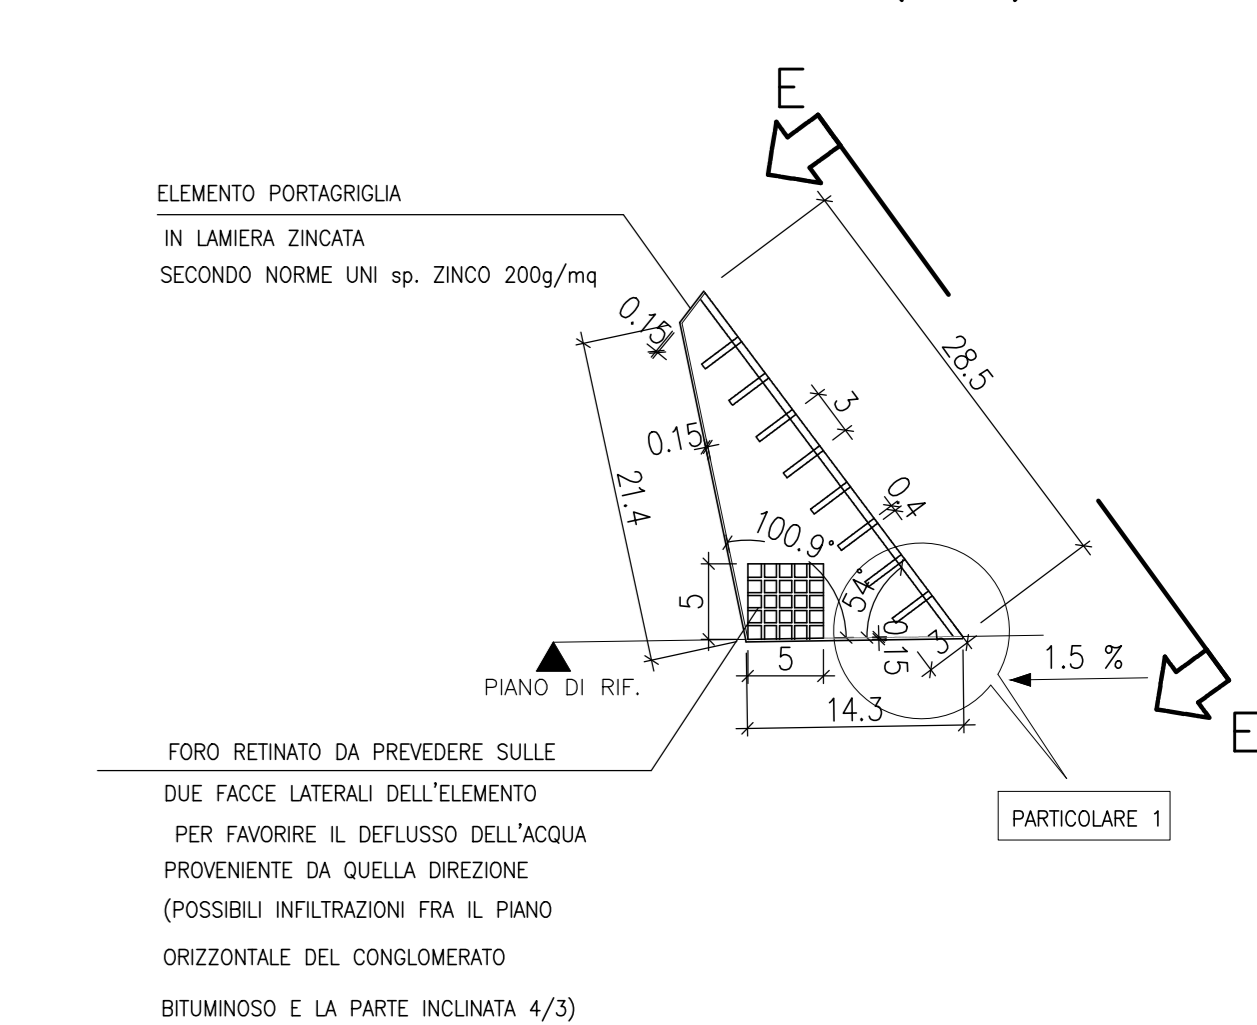 E
ELEMENTO PORTAGRIGLIA
IN LAMIERA ZINCATA
SECONDO NORME UNI sp. ZINCO 200g/mq
0.15
28.5
3
0.15
21.4
0.4
100.9°
54°
5
0.15
3
5
1.5 %
PIANO DI RIF.
14.3
E
FORO RETINATO DA PREVEDERE SULLE
DUE FACCE LATERALI DELL'ELEMENTO
PER FAVORIRE IL DEFLUSSO DELL'ACQUA
PROVENIENTE DA QUELLA DIREZIONE
(POSSIBILI INFILTRAZIONI FRA IL PIANO
ORIZZONTALE DEL CONGLOMERATO
BITUMINOSO E LA PARTE INCLINATA 4/3)
PARTICOLARE 1